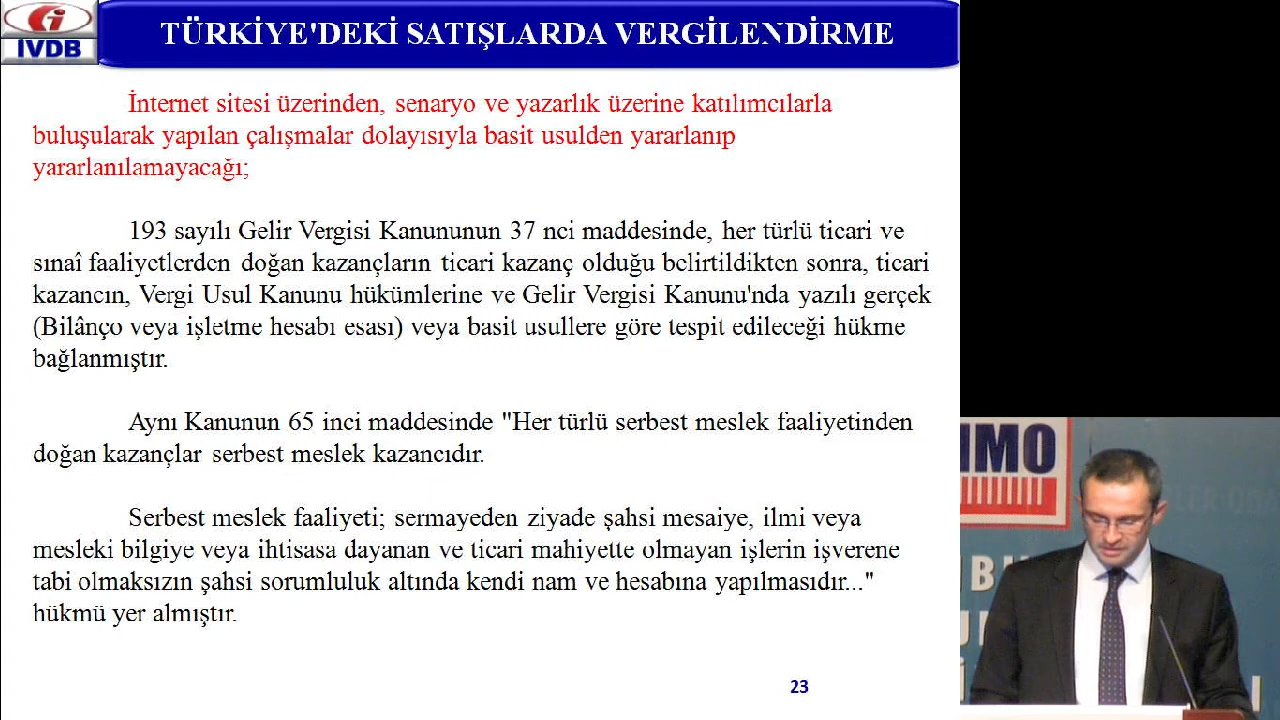 IVDB
TÜRKİYE'DEKİ SATIŞLARDA VERGİLENDİRME
İnternet sitesi üzerinden, senaryo ve yazarlık üzerine katılımcılarla
buluşularak yapılan çalışmalar dolayısıyla basit usulden yararlanıp
yararlanılamayacağı;
193 sayılı Gelir Vergisi Kanununun 37 nci maddesinde, her türlü ticari ve
sınaî faaliyetlerden doğan kazançların ticari kazanç olduğu belirtildikten sonra, ticari
kazancın, Vergi Usul Kanunu hükümlerine ve Gelir Vergisi Kanunu'nda yazılı gerçek
(Bilânço veya işletme hesabı esası) veya basit usullere göre tespit edileceği hükme
bağlanmıştır.
Aynı Kanunun 65 inci maddesinde "Her türlü serbest meslek faaliyetinden
doğan kazançlar serbest meslek kazancıdır.
Serbest meslek faaliyeti; sermayeden ziyade şahsi mesaiye, ilmi veya
mesleki bilgiye veya ihtisasa dayanan ve ticari mahiyette olmayan işlerin işverene
tabi olmaksızın şahsi sorumluluk altında kendi nam ve hesabına yapılmasıdır..."
hükmü yer almıştır.
23
MMO